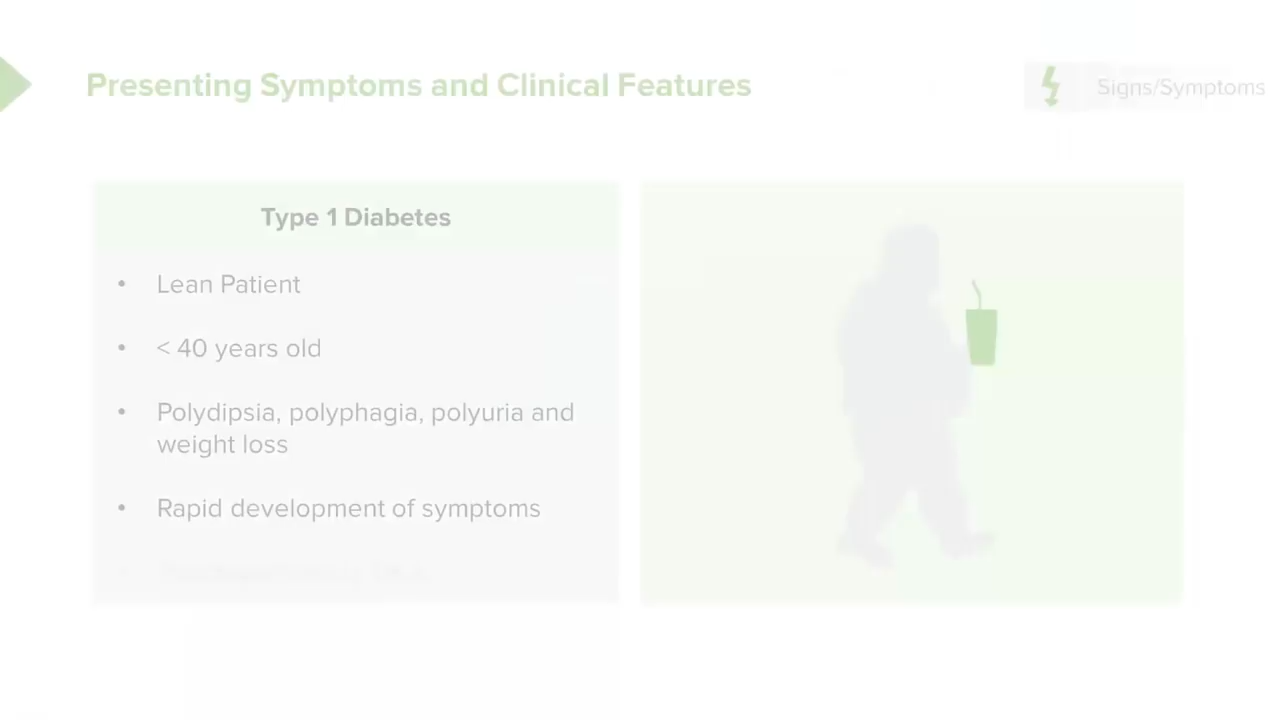 Presenting Symptoms and Clinical Features
Signs/Symptoms
Type 1 Diabetes
• Lean Patient
• < 40 years old
• Polydipsia, polyphagia, polyuria and
weight loss
• Rapid development of symptoms